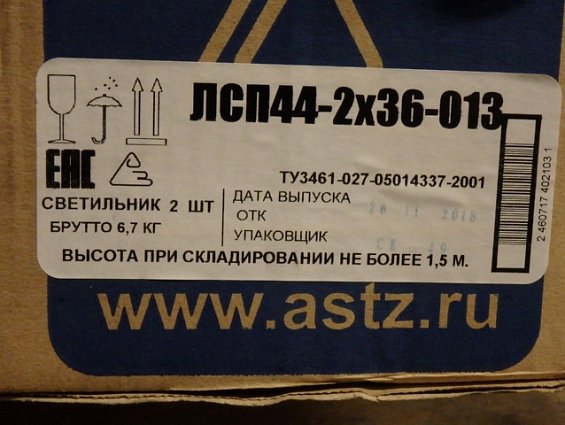 ЛСП44-2х36-013
ЕАС
ТУ3461-027-05014337-2001
СВЕТИЛЬНИК 2 ШТ
БРУТТО 6,7 КГ
ДАТА ВЫПУСКА
ОТК
УПАКОВЩИК
ВЫСОТА ПРИ СКЛАДИРОВАНИИ НЕ БОЛЕЕ 1,5 М.
2 460717 402103 1
www.astz.ru